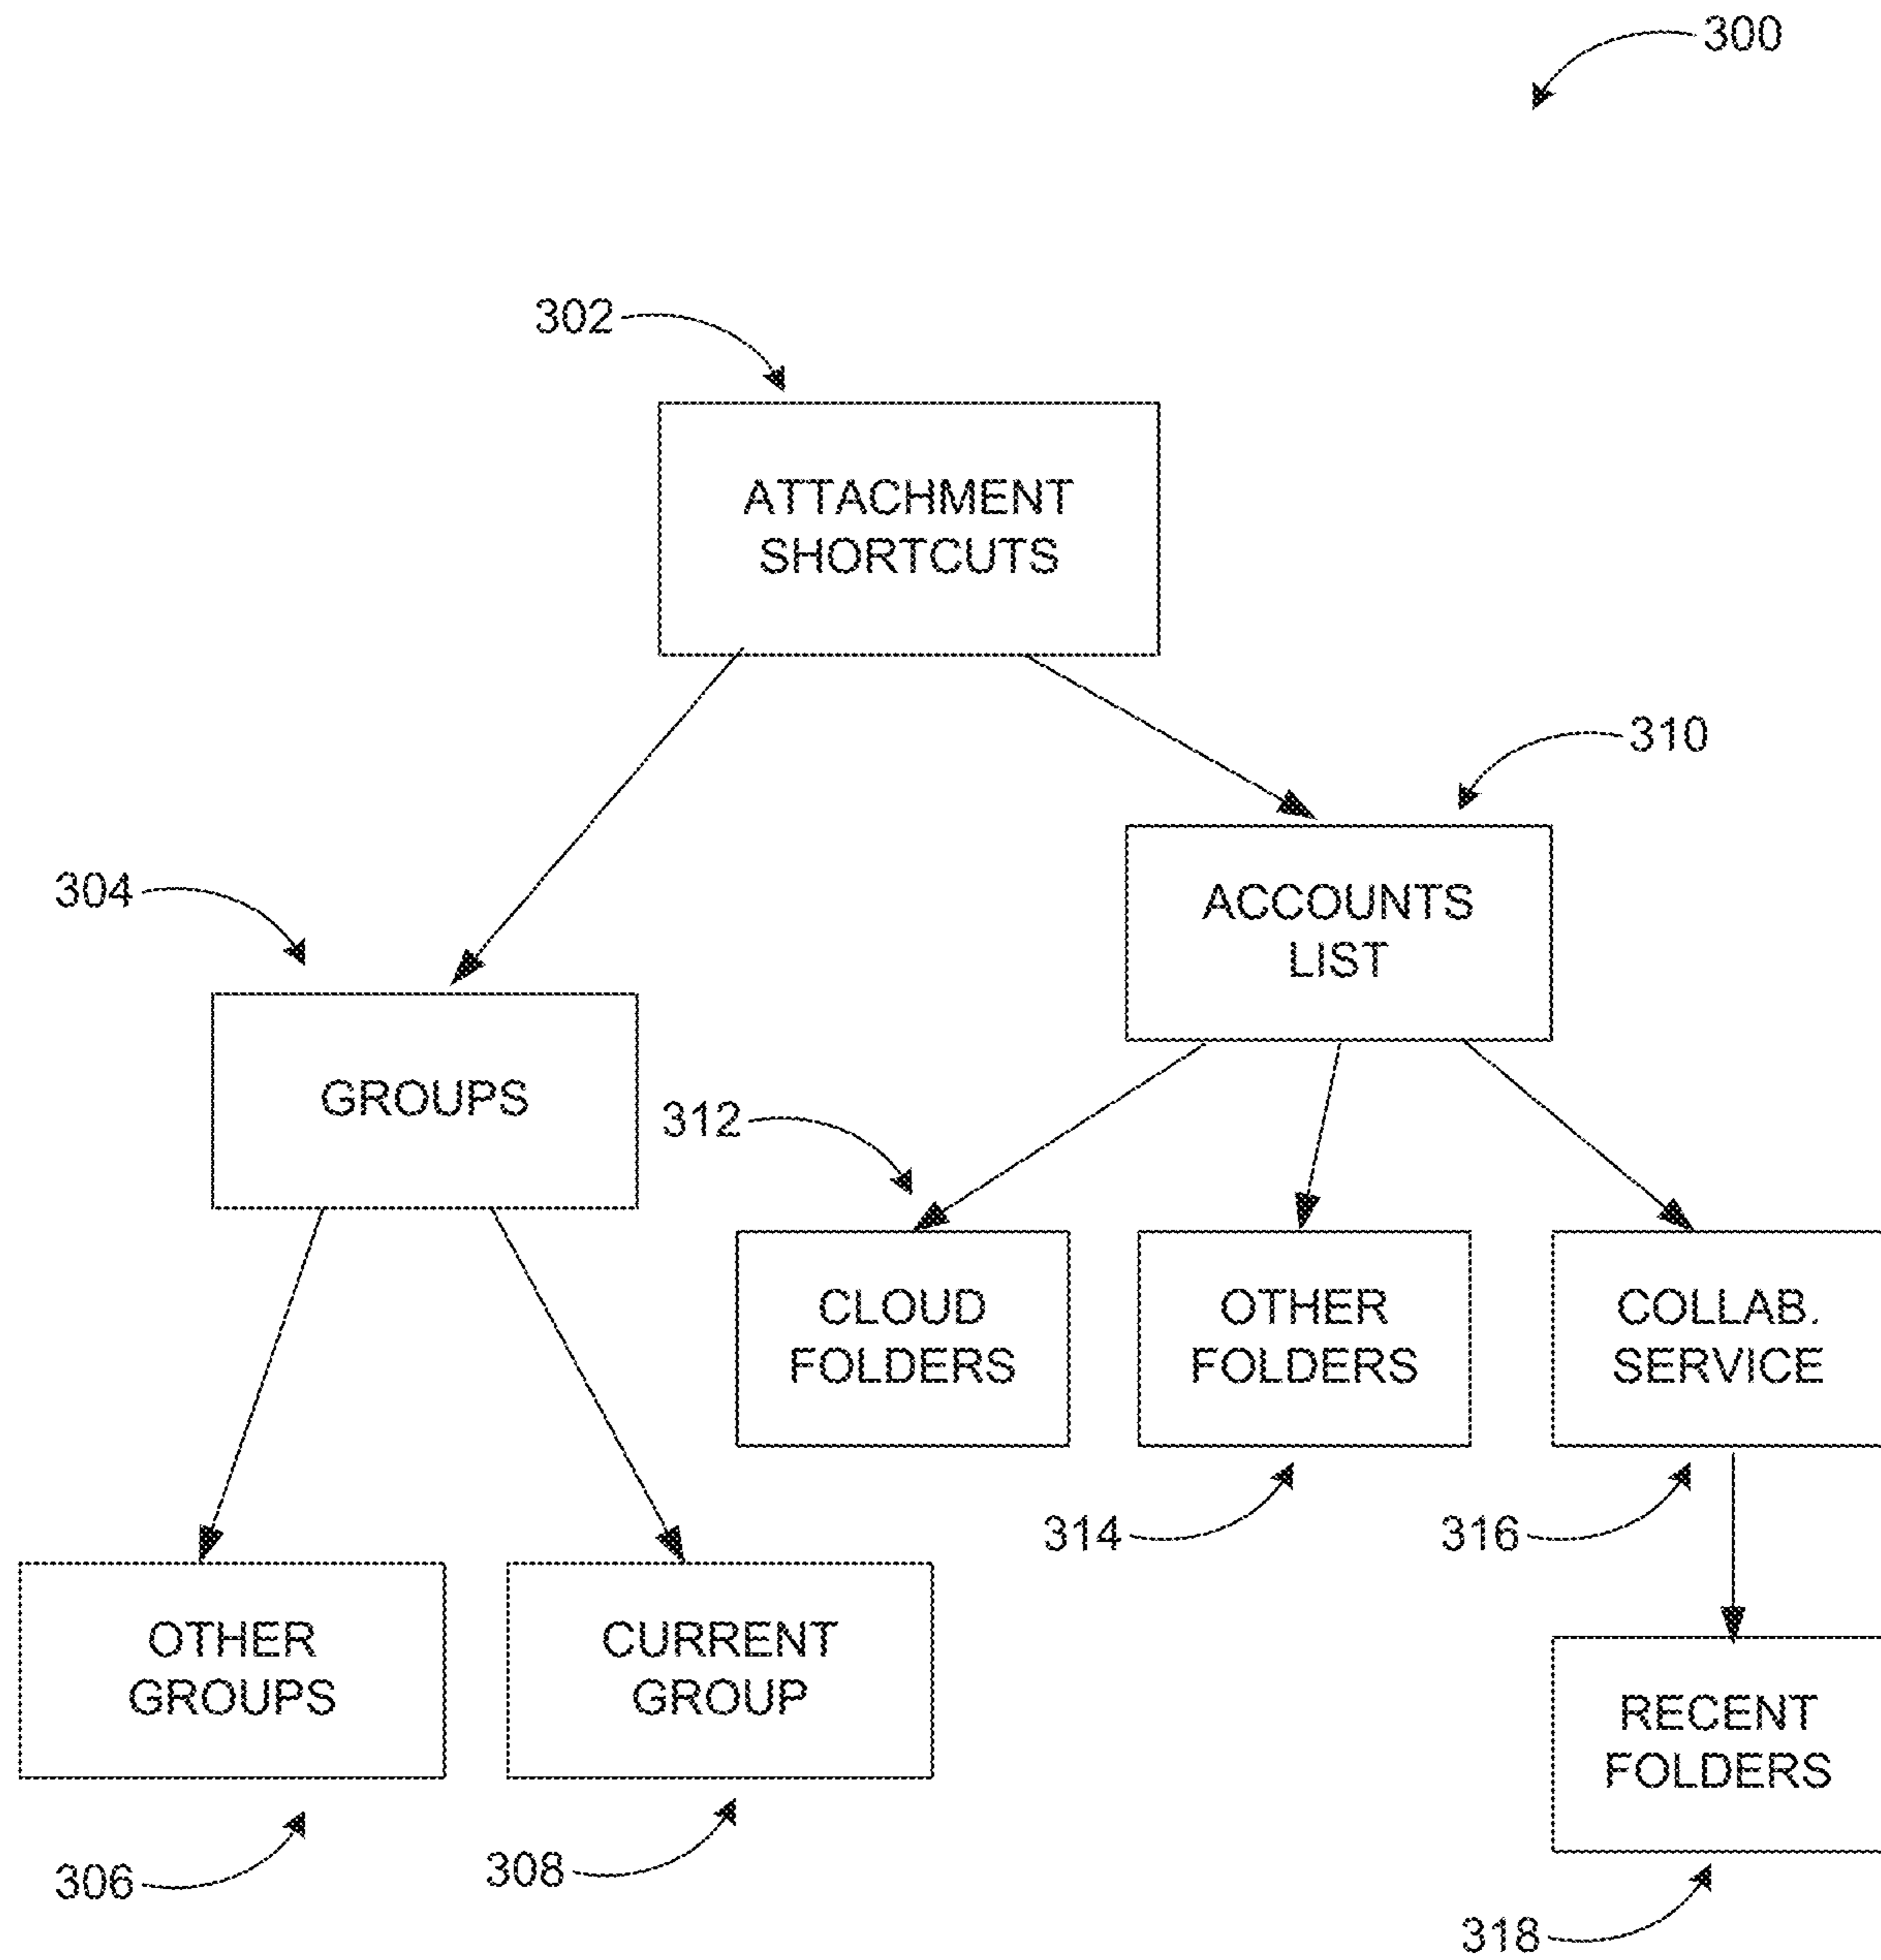 300
302
ATTACHMENT
SHORTCUTS
310
304
ACCOUNTS
LIST
GROUPS
312
CLOUD
FOLDERS
OTHER
FOLDERS
COLLAB.
SERVICE
314
316
OTHER
GROUPS
CURRENT
GROUP
RECENT
FOLDERS
306
308
318